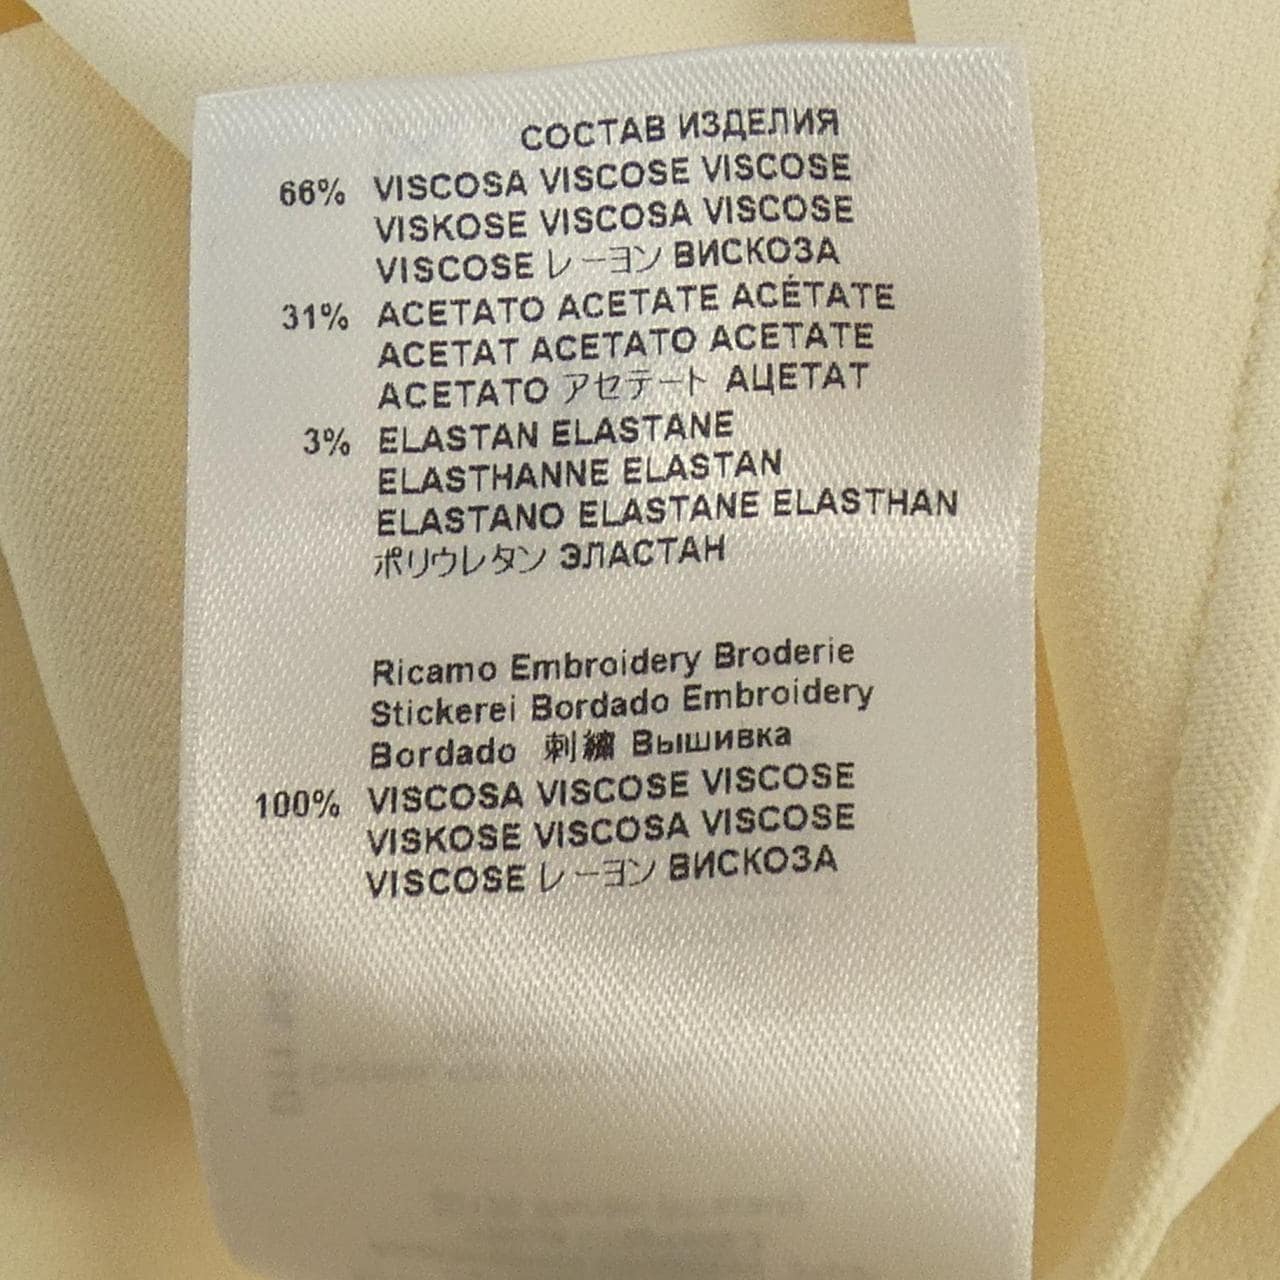 СОСТАВ ИЗДЕЛИЯ
66% VISCOSA VISCOSE VISCOSE
VISKOSE VISCOSA VISCOSE
VISCOSE レーヨン ВИСКОЗА
31% ACETATO ACETATE ACÉTATE
ACETAT ACETATO ACETATE
ACETATO アセテート АЦЕТАТ
3% ELASTAN ELASTANE
ELASTHANNE ELASTAN
ELASTANO ELASTANE ELASTHAN
ポリウレタン ЭЛАСТАН
Ricamo Embroidery Broderie
Stickerei Bordado Embroidery
Bordado 刺繍 Вышивка
100% VISCOSA VISCOSE VISCOSE
VISKOSE VISCOSA VISCOSE
VISCOSE レーヨン ВИСКОЗА